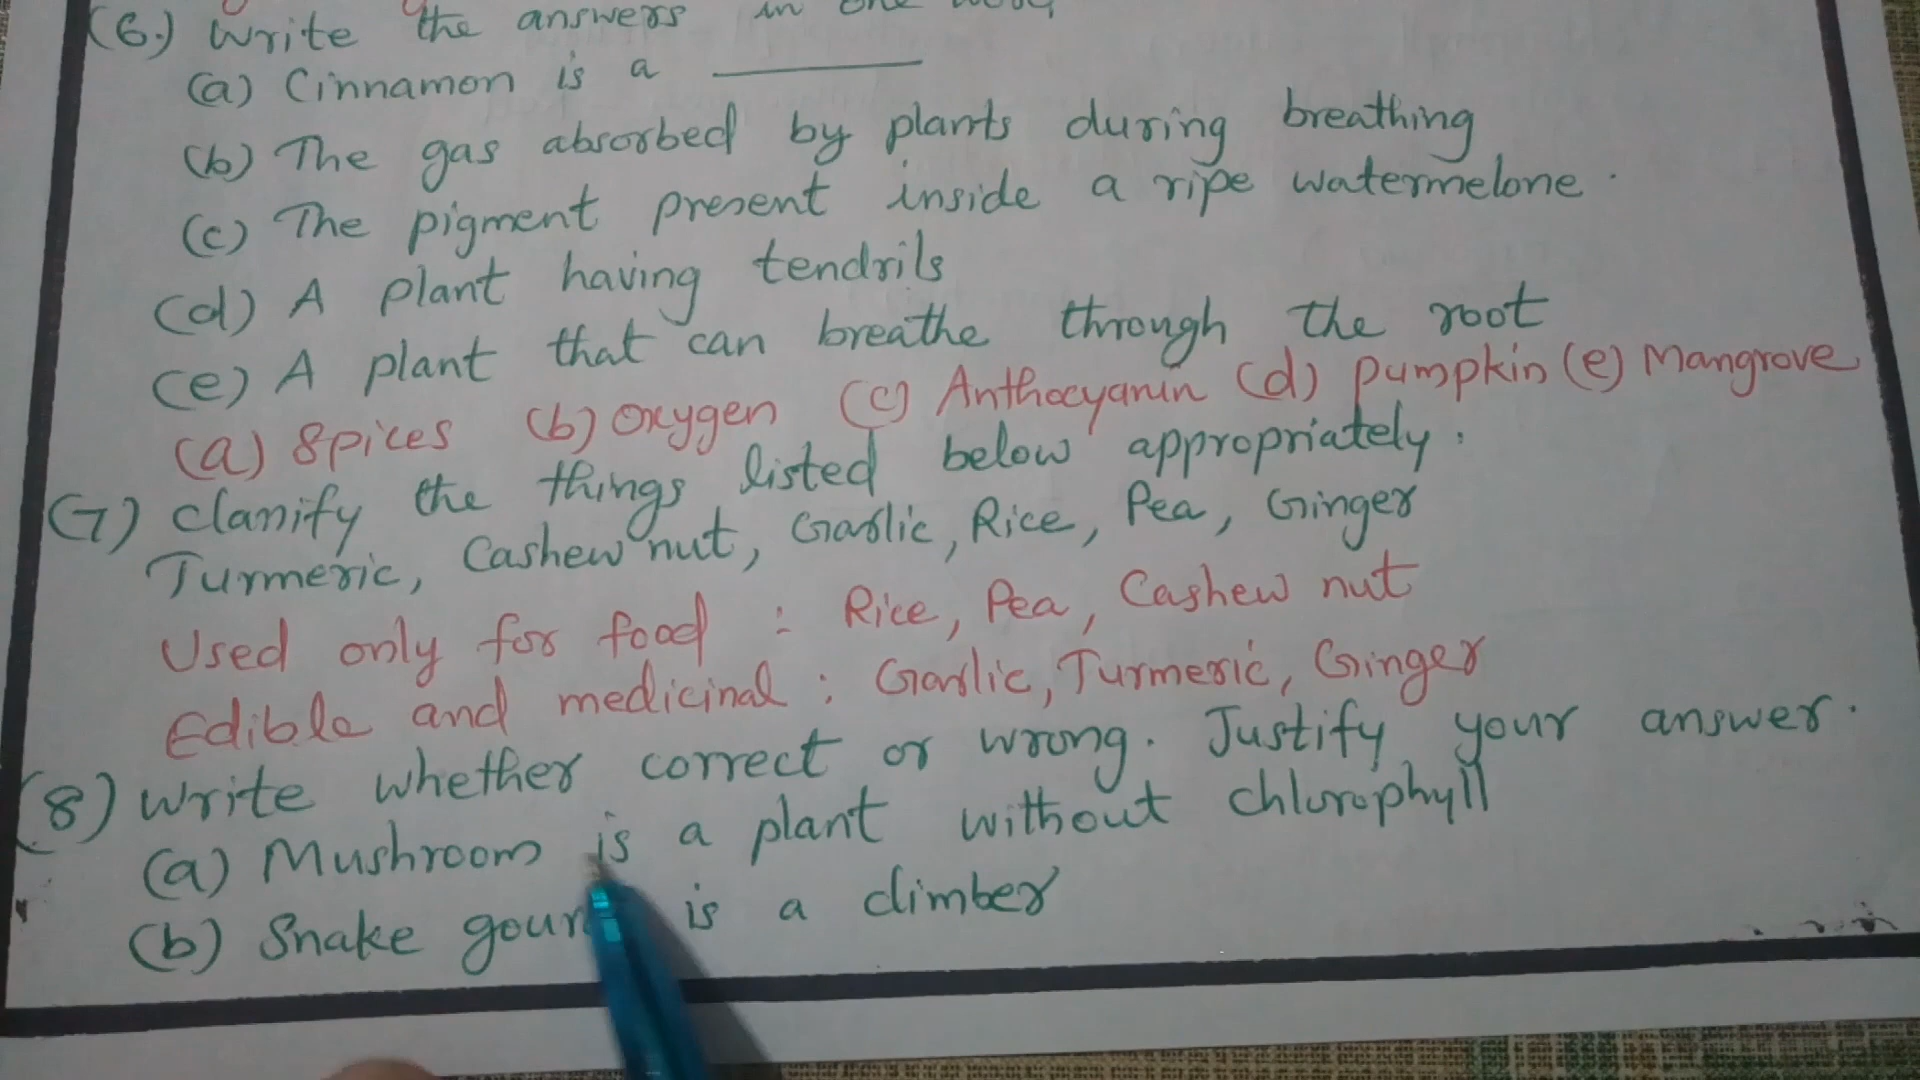 (6.) Write the answers in one word
(a) Cinnamon is a
(b) The gas absorbed by plants during breathing
(c) The pigment present inside a ripe watermelone.
(d) A plant having tendrils
(e) A plant that can breathe through the root
(a) Spices (b) Oxygen (c) Anthocyanin (d) Pumpkin (e) Mangrove
(7) Classify the things listed below appropriately.
Turmeric, Cashew nut, Garlic, Rice, Pea, Ginger
Used only for food : Rice, Pea, Cashew nut
Edible and medicinal : Garlic, Turmeric, Ginger
(8) Write whether correct or wrong. Justify your answer.
(a) Mushroom is a plant without chlorophyll
(b) Snake gourd is a climber